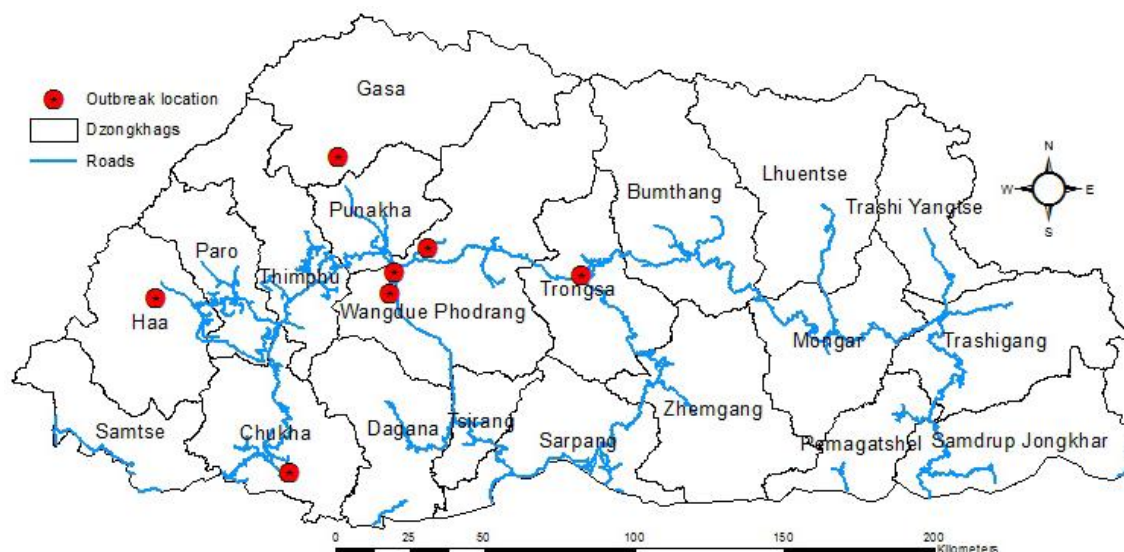 Gasa
Outbreak location
Dzongkhags
Roads
N
W E
S
Lhuentse
Bumthang
Trashi Yangtse
Punakha
Paro
Thimphu
Trongsa
Wangdue Phodrang
Haa
Mongar
Trashigang
Zhemgang
Samtse
Chukha
Dagana
Tsirang
Sarpang
Pemagatshel
Samdrup Jongkhar
0 25 50 100 150 200
Kilometers